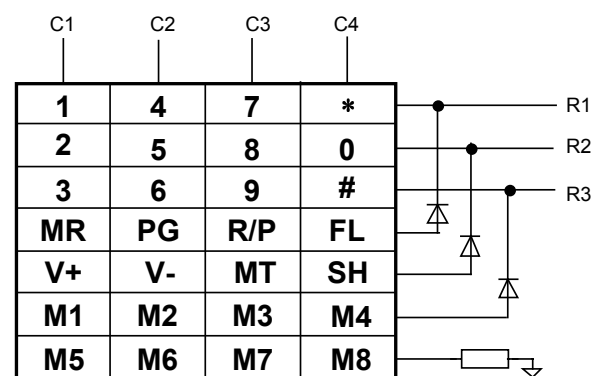 C1 C2 C3 C4
1 4 7 * R1
2 5 8 0 R2
3 6 9 # R3
MR PG R/P FL
V+ V- MT SH
M1 M2 M3 M4
M5 M6 M7 M8